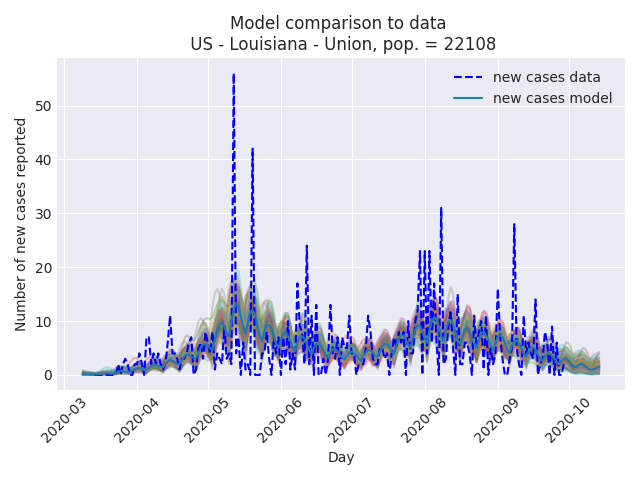 Model comparison to data
US - Louisiana - Union, pop. = 22108
new cases data
new cases model
Number of new cases reported
50
40
30
20
10
0
2020-03
2020-04
2020-05
2020-06
2020-07
2020-08
2020-09
2020-10
Day